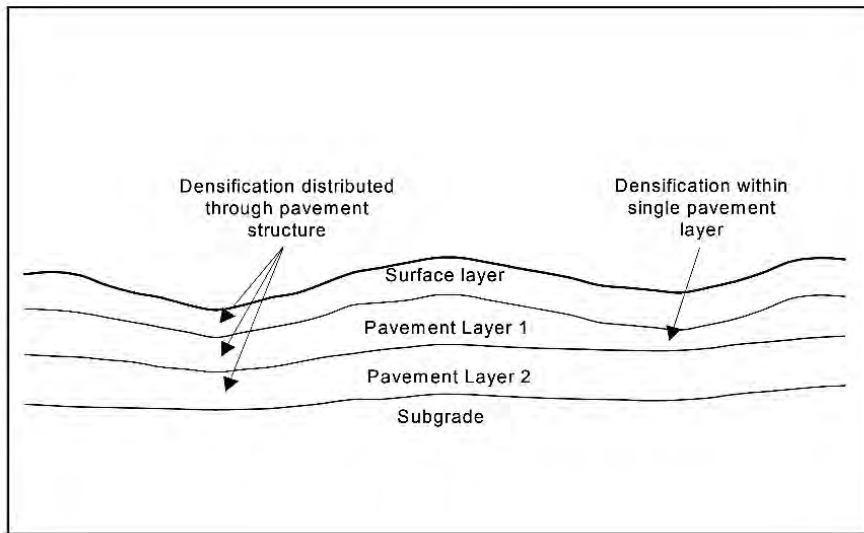 Densification distributed
through pavement
structure
Densification within
single pavement
layer
Surface layer
Pavement Layer 1
Pavement Layer 2
Subgrade